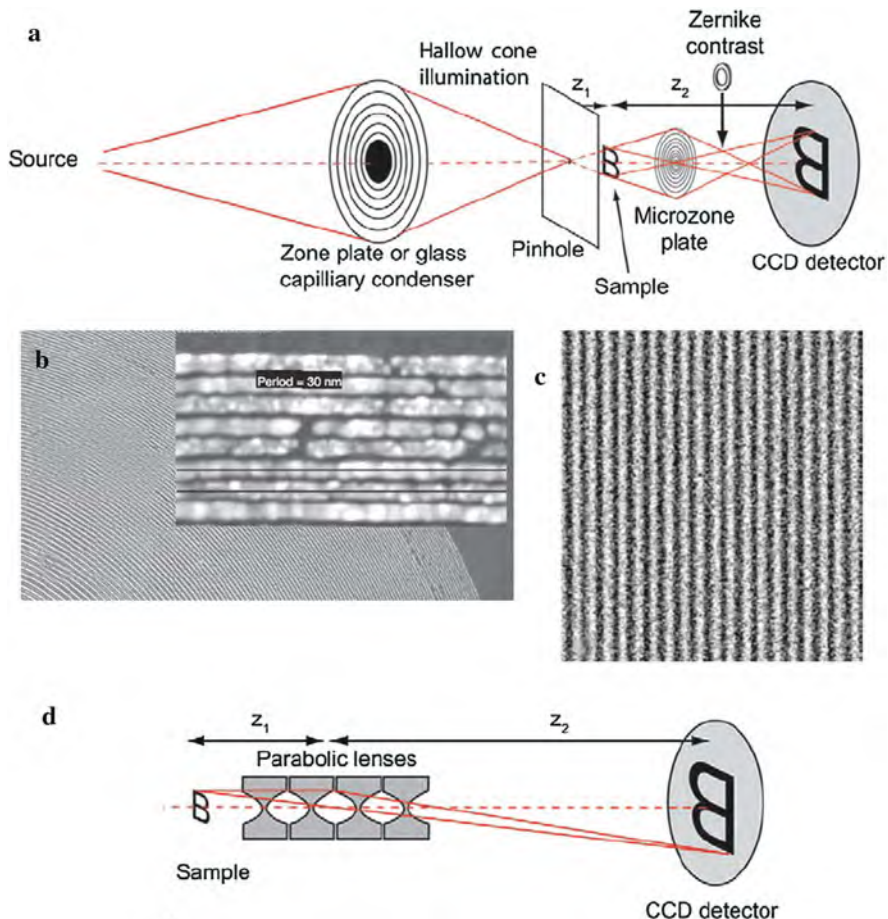 a
Zernike
contrast
Hallow cone
illumination
z1
z2
Source
Pinhole
Microzone
plate
Zone plate or glass
capilliary condenser
Sample
CCD detector
b
Period = 30 nm
c
d
z1
z2
Parabolic lenses
Sample
CCD detector